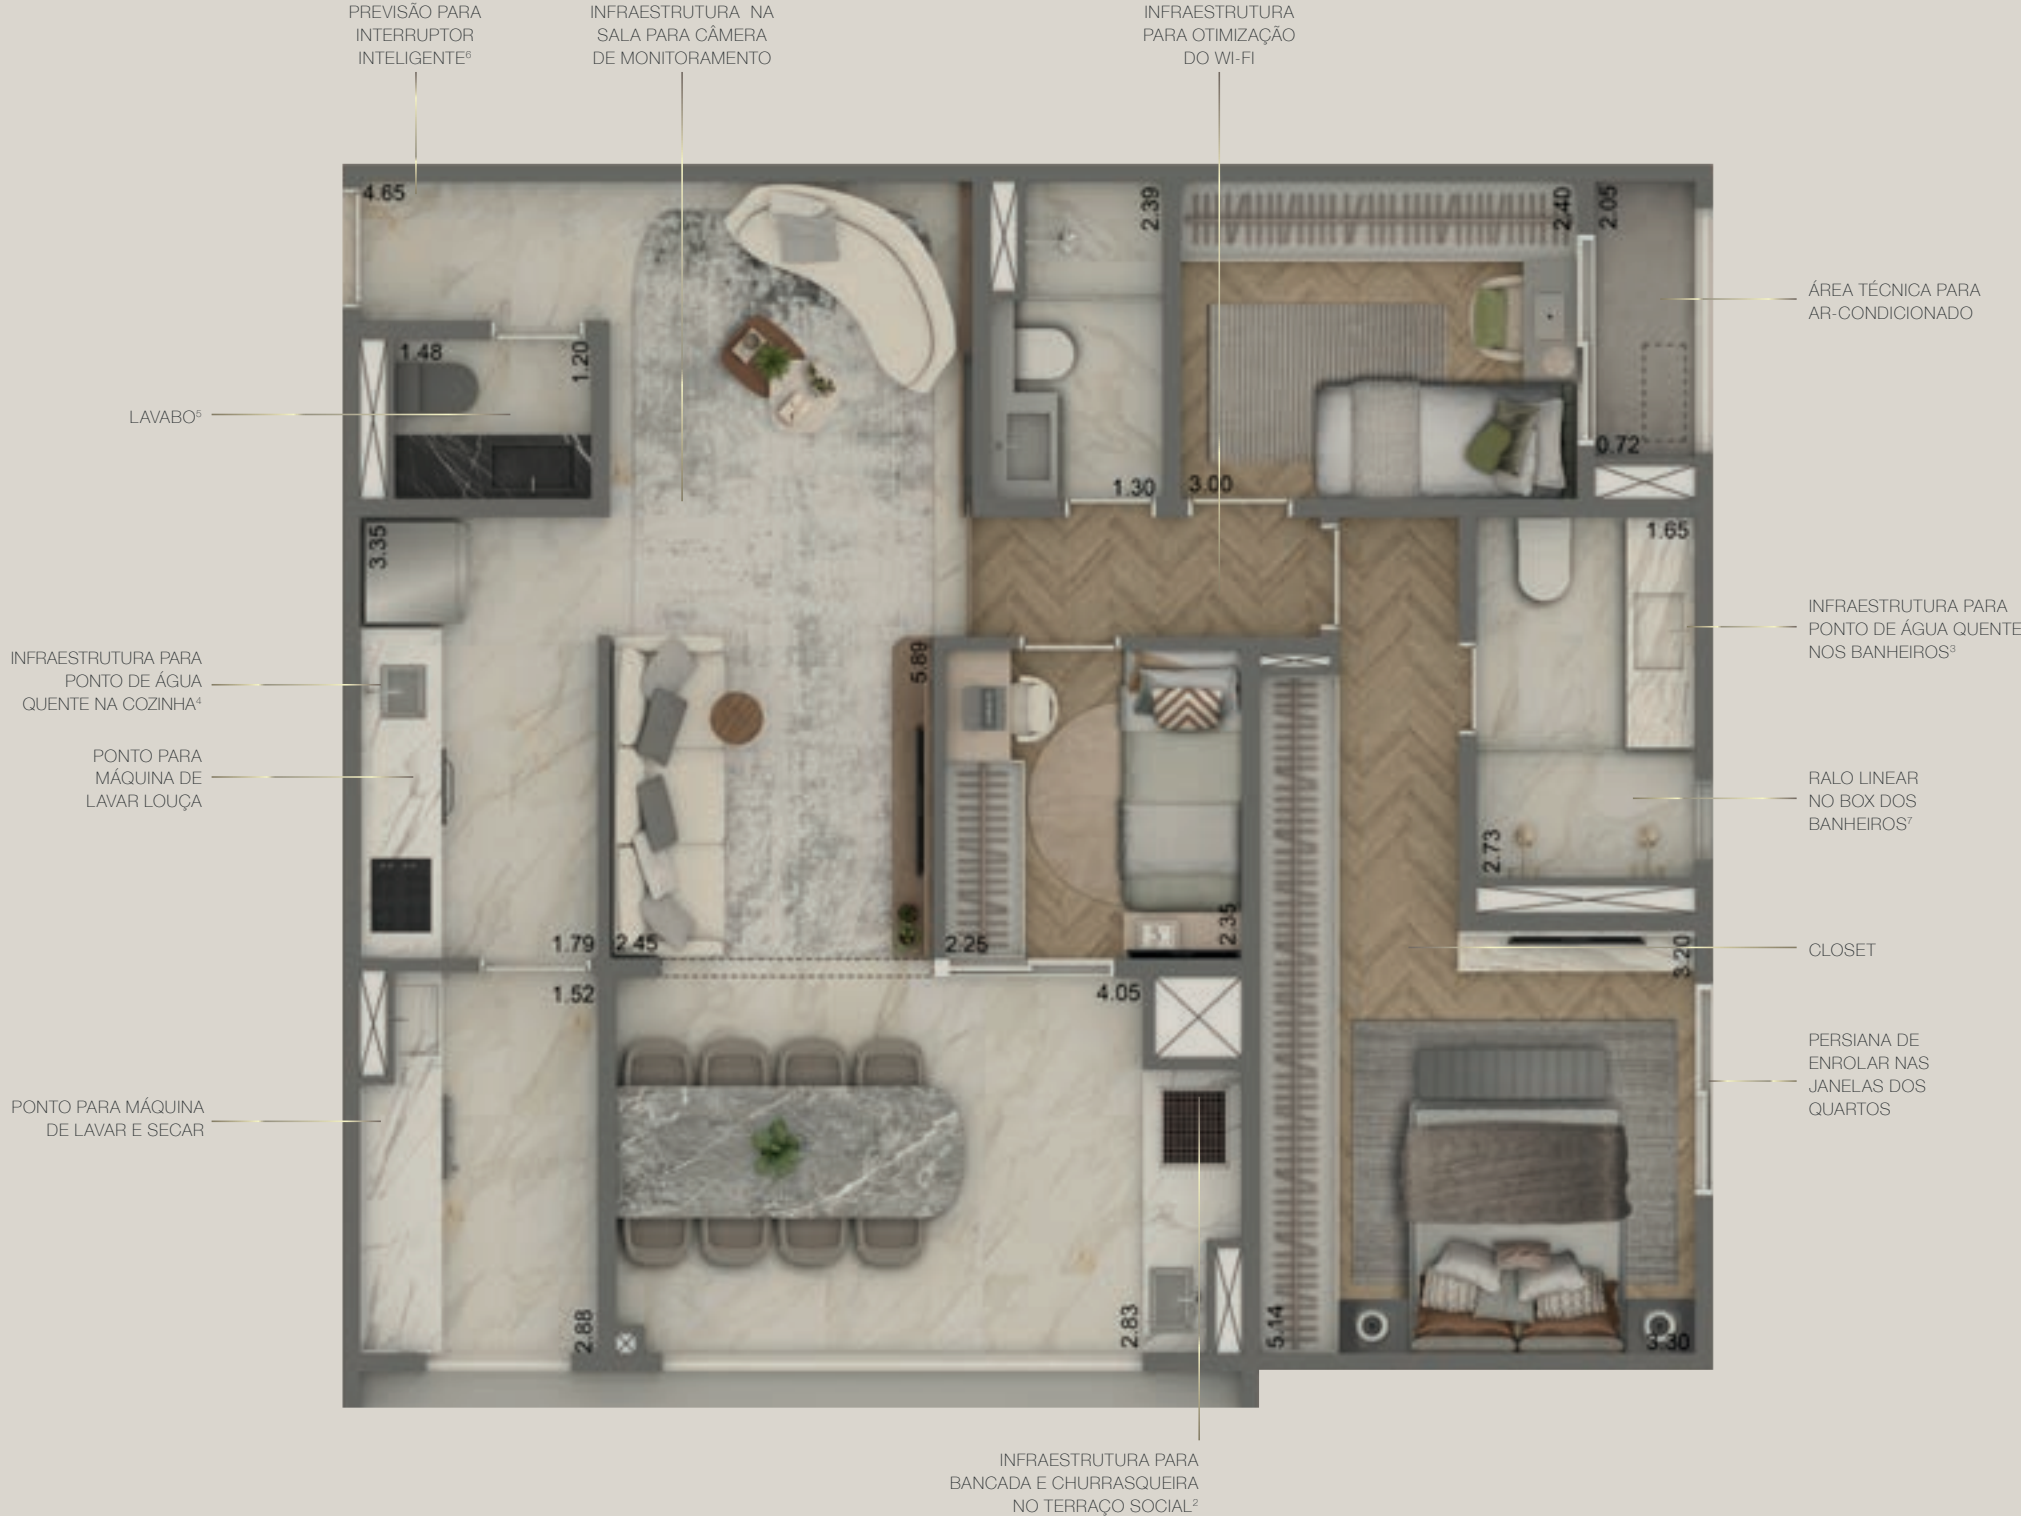 PREVISÃO PARA
INTERRUPTOR
INTELIGENTE⁶
INFRAESTRUTURA NA
SALA PARA CÂMERA
DE MONITORAMENTO
INFRAESTRUTURA
PARA OTIMIZAÇÃO
DO WI-FI
4.65
2.39
2.40
2.05
ÁREA TÉCNICA PARA
AR-CONDICIONADO
1.48
1.20
LAVABO⁵
0.72
1.30
3.00
3.35
1.65
INFRAESTRUTURA PARA
PONTO DE ÁGUA QUENTE
NOS BANHEIROS³
INFRAESTRUTURA PARA
PONTO DE ÁGUA
QUENTE NA COZINHA⁴
5.89
PONTO PARA
MÁQUINA DE
LAVAR LOUÇA
RALO LINEAR
NO BOX DOS
BANHEIROS⁷
2.73
1.79
2.45
2.25
2.35
3.20
CLOSET
1.52
4.05
PERSIANA DE
ENROLAR NAS
JANELAS DOS
QUARTOS
PONTO PARA MÁQUINA
DE LAVAR E SECAR
2.88
2.83
5.14
3.30
INFRAESTRUTURA PARA
BANCADA E CHURRASQUEIRA
NO TERRAÇO SOCIAL²